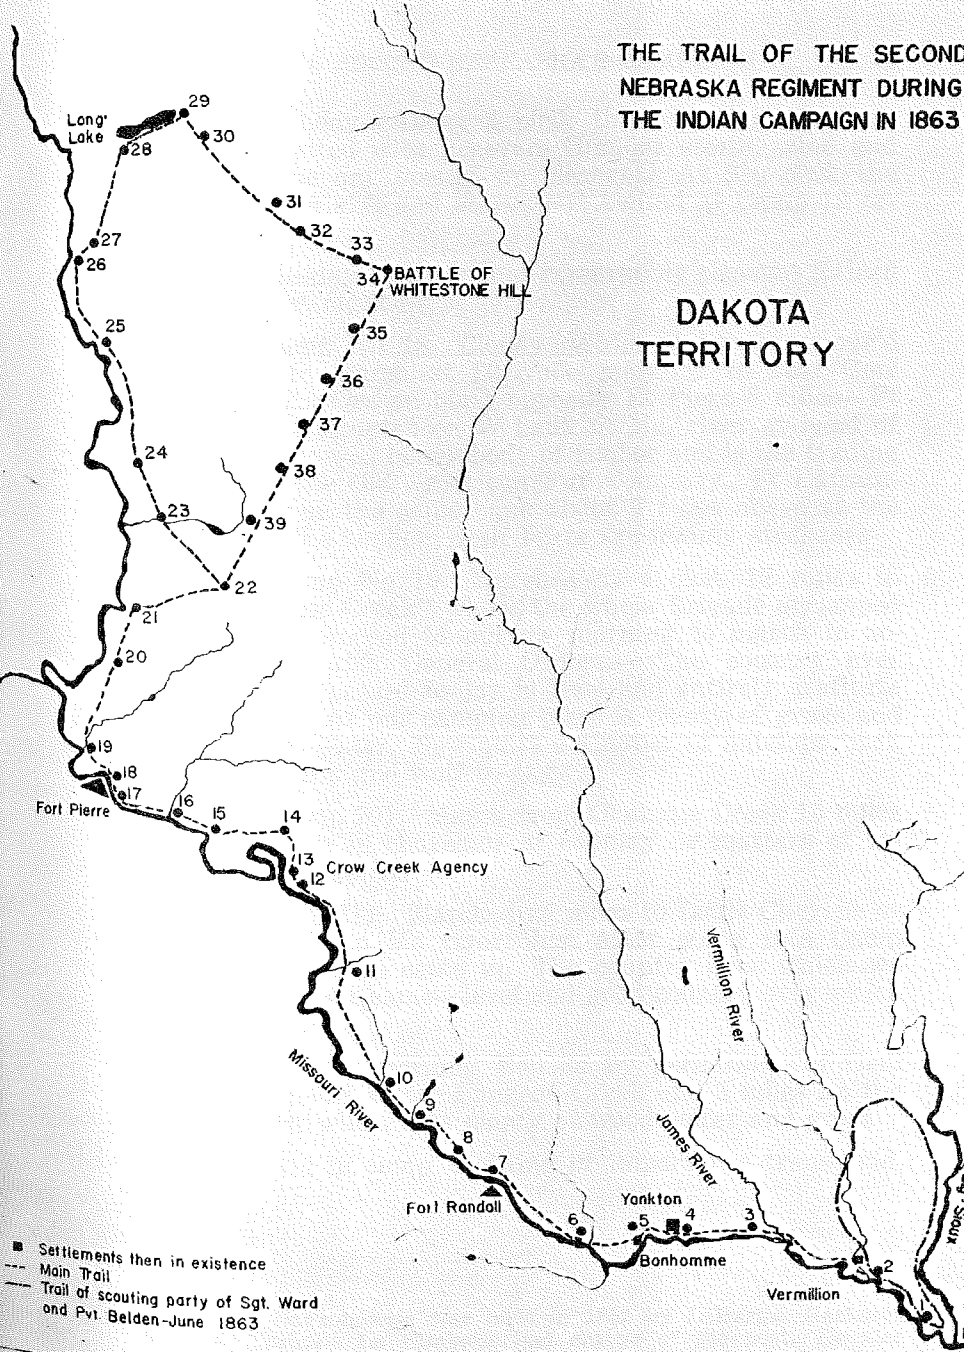 THE TRAIL OF THE SECOND
NEBRASKA REGIMENT DURING
THE INDIAN CAMPAIGN IN 1863
Long
Lake
29
28
30
31
32
33
34
BATTLE OF
WHITESTONE HILL
27
26
25
35
DAKOTA
TERRITORY
36
37
24
38
23
39
22
21
20
19
18
17
Fort Pierre
16
15
14
13
Crow Creek Agency
12
11
Vermillion River
Missouri River
10
9
8
7
James River
Fort Randall
Yankton
6
5
4
3
Sioux
Bonhomme
2
Vermillion
Settlements then in existence
Main Trail
Trail of scouting party of Sgt. Ward
and Pvt. Belden-June 1863